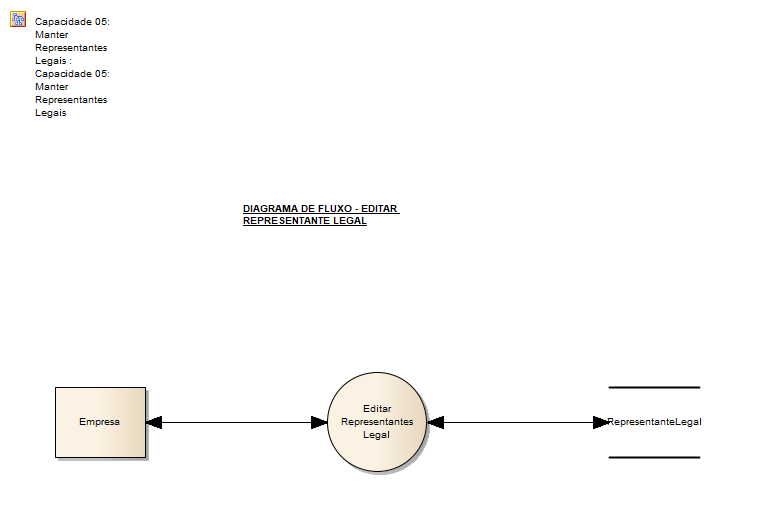 Capacidade 05:
Manter
Representantes
Legais :
Capacidade 05:
Manter
Representantes
Legais
DIAGRAMA DE FLUXO - EDITAR
REPRESENTANTE LEGAL
Empresa
Editar
Representantes
Legal
RepresentanteLegal